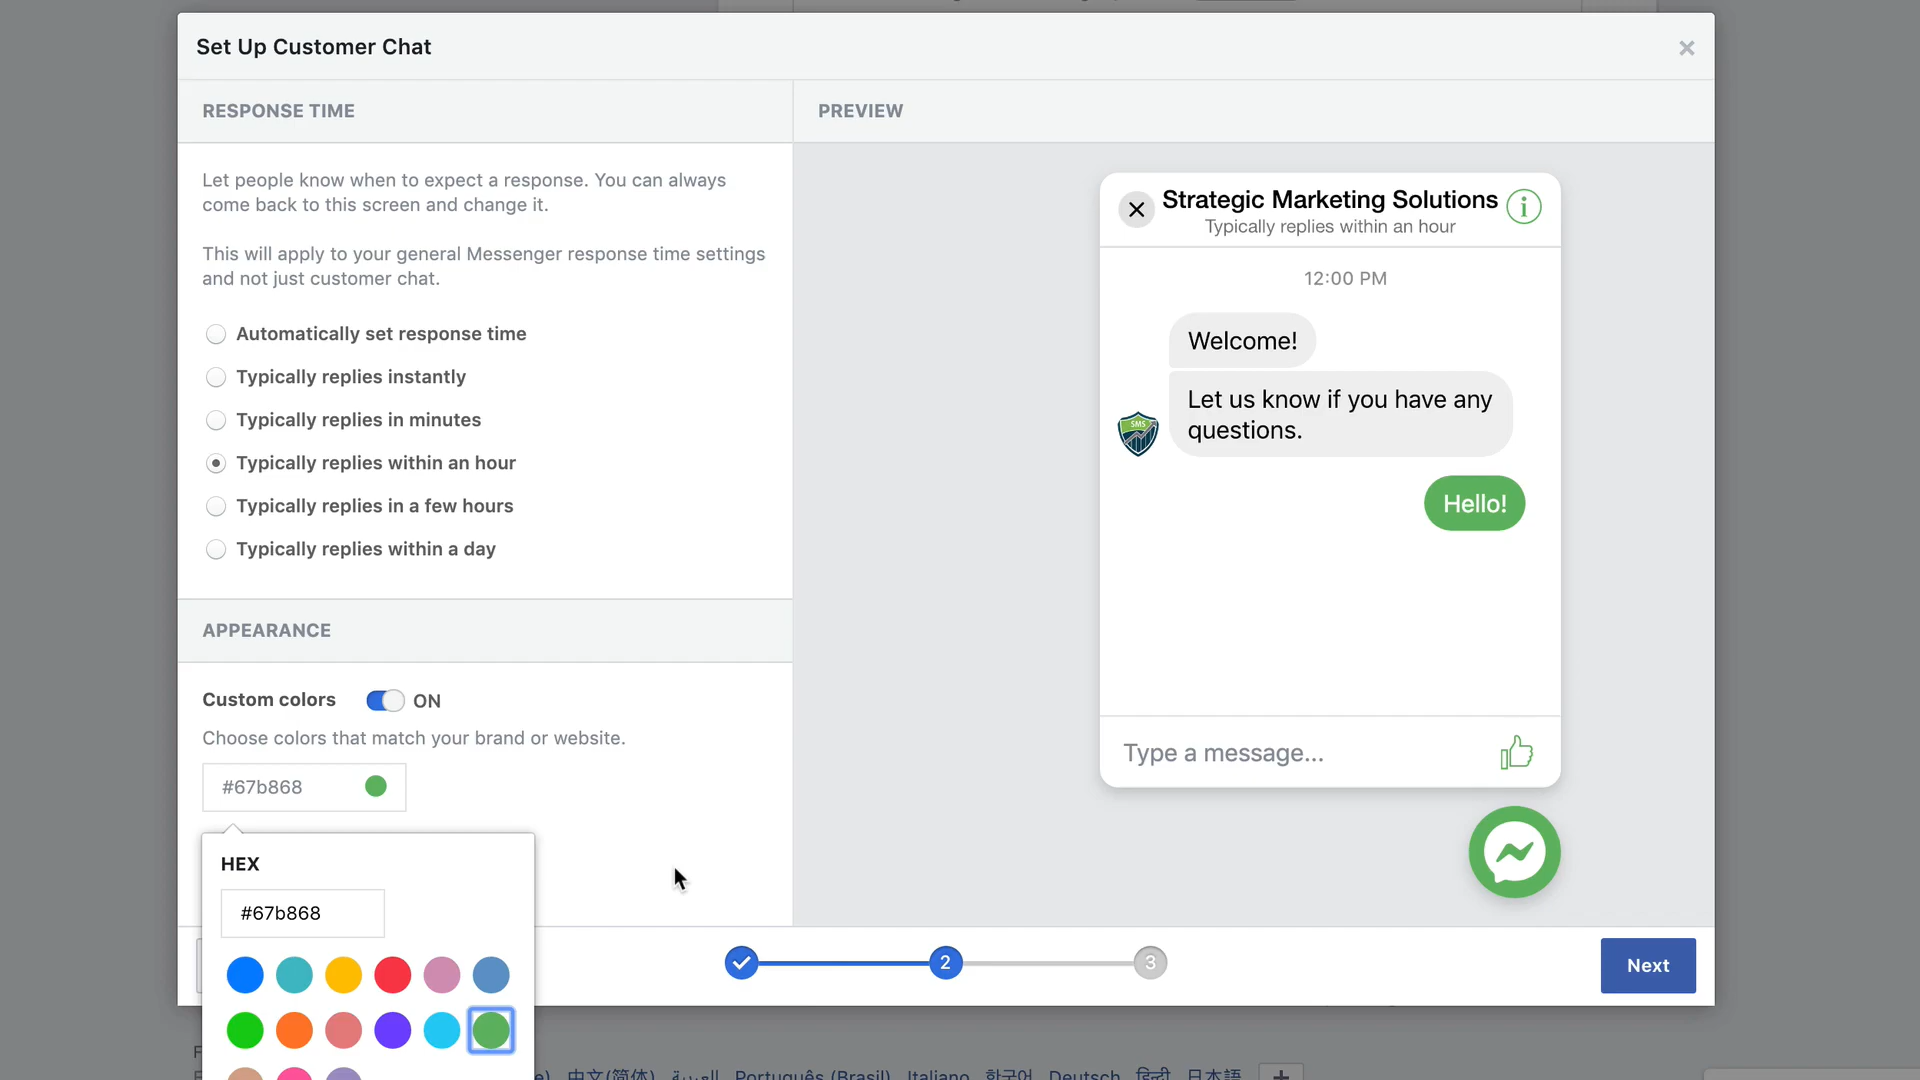 Set Up Customer Chat
RESPONSE TIME
Let people know when to expect a response. You can always
come back to this screen and change it.
This will apply to your general Messenger response time settings
and not just customer chat.
Automatically set response time
Typically replies instantly
Typically replies in minutes
Typically replies within an hour
Typically replies in a few hours
Typically replies within a day
APPEARANCE
Custom colors ON
Choose colors that match your brand or website.
#67b868
HEX
#67b868
PREVIEW
Strategic Marketing Solutions
Typically replies within an hour
12:00 PM
Welcome!
Let us know if you have any
questions.
SMS
Hello!
Type a message...
2
3
Next
中文(简体) العربية Português (Brasil) Italiano 한국어 Deutsch हिन्दी 日本語